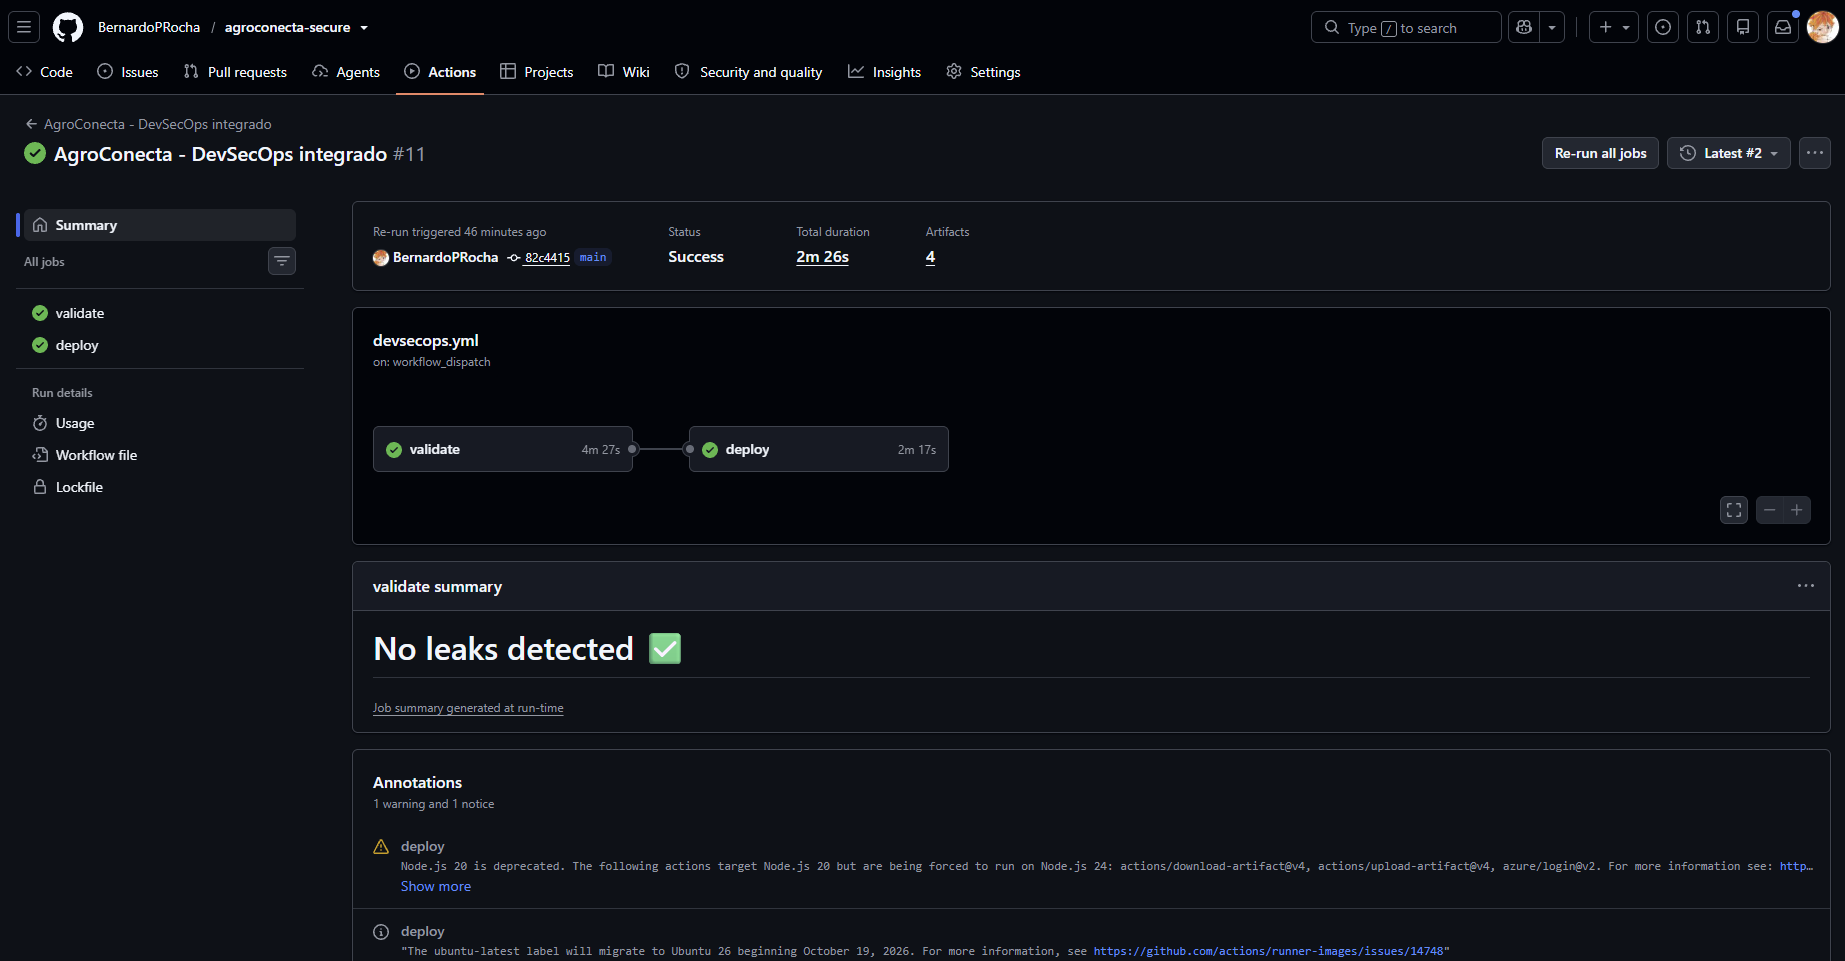 BernardoPRocha / agroconecta-secure
Type / to search
Code Issues Pull requests Agents Actions Projects Wiki Security and quality Insights Settings
AgroConecta - DevSecOps integrado
AgroConecta - DevSecOps integrado #11
Re-run all jobs
Latest #2
Summary
All jobs
validate
deploy
Run details
Usage
Workflow file
Lockfile
Re-run triggered 46 minutes ago
BernardoPRocha 82c4415 main
Status
Success
Total duration
2m 26s
Artifacts
4
devsecops.yml
on: workflow_dispatch
validate 4m 27s
deploy 2m 17s
validate summary
No leaks detected ✅
Job summary generated at run-time
Annotations
1 warning and 1 notice
deploy
Node.js 20 is deprecated. The following actions target Node.js 20 but are being forced to run on Node.js 24: actions/download-artifact@v4, actions/upload-artifact@v4, azure/login@v2. For more information see: http…
Show more
deploy
"The ubuntu-latest label will migrate to Ubuntu 26 beginning October 19, 2026. For more information, see https://github.com/actions/runner-images/issues/14748"